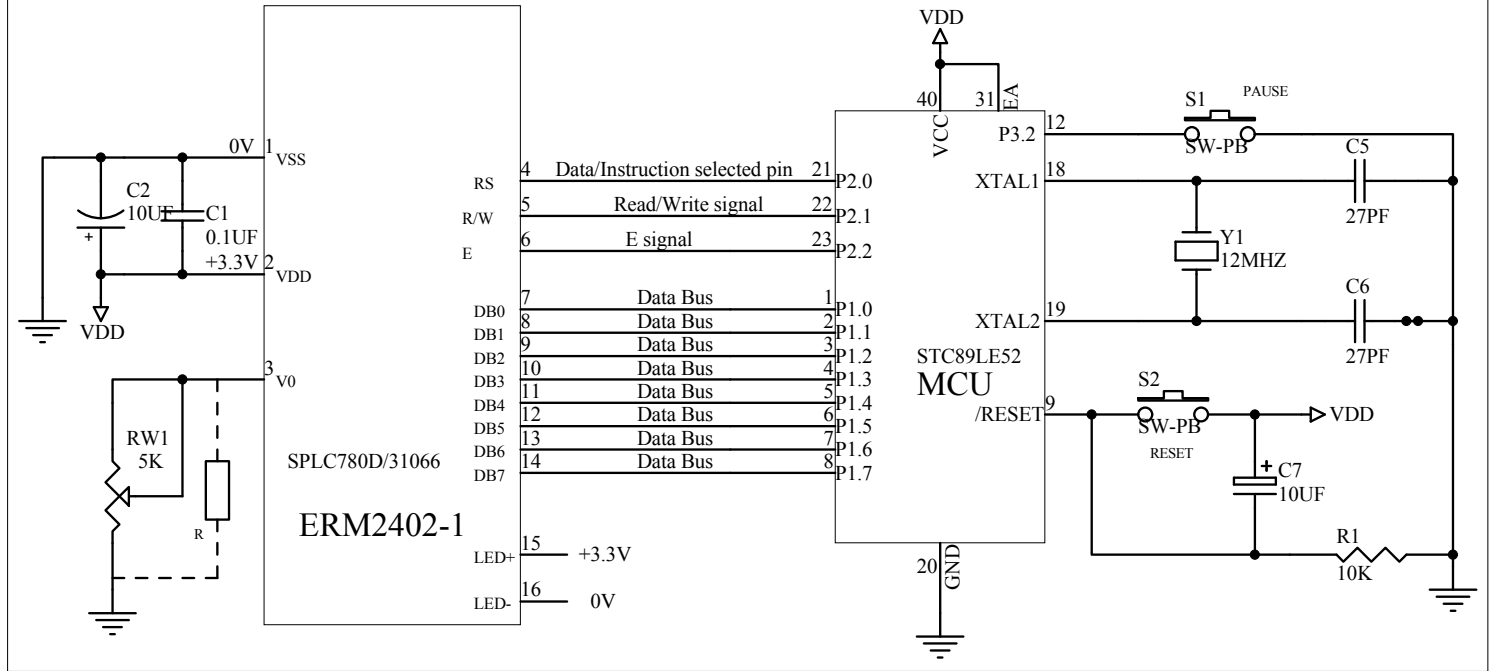 VDD
40
31
EA
VCC
S1
PAUSE
12
P3.2
SW-PB
0V
1
VSS
C2
10UF
C1
0.1UF
+3.3V
2
VDD
VDD
RS
4
Data/Instruction selected pin
21
P2.0
R/W
5
Read/Write signal
22
P2.1
E
6
E signal
23
P2.2
XTAL1
18
C5
27PF
Y1
12MHZ
XTAL2
19
C6
27PF
DB0
7
Data Bus
1
P1.0
DB1
8
Data Bus
2
P1.1
DB2
9
Data Bus
3
P1.2
DB3
10
Data Bus
4
P1.3
DB4
11
Data Bus
5
P1.4
DB5
12
Data Bus
6
P1.5
DB6
13
Data Bus
7
P1.6
DB7
14
Data Bus
8
P1.7
STC89LE52
MCU
3
V0
RW1
5K
R
SPLC780D/31066
ERM2402-1
/RESET
9
S2
SW-PB
RESET
VDD
+
C7
10UF
R1
10K
LED+
15
+3.3V
LED-
16
0V
20
GND
+